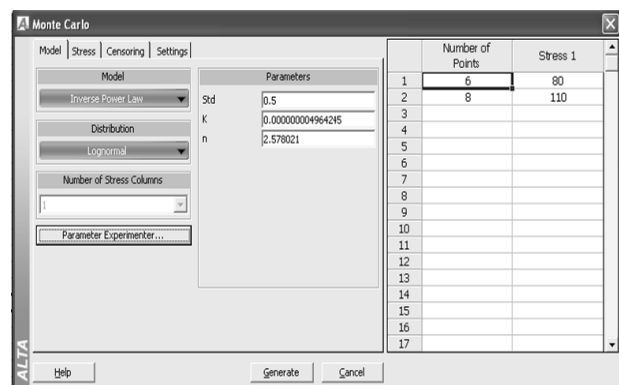 Monte Carlo
Model Stress Censoring Settings
Model
Inverse Power Law
Distribution
Lognormal
Number of Stress Columns
1
Parameter Experimenter...
Parameters
Std 0.5
K 0.000000004964245
n 2.578021
Number of Points Stress 1
1 6 80
2 8 110
3
4
5
6
7
8
9
10
11
12
13
14
15
16
17
ALTA
Help Generate Cancel